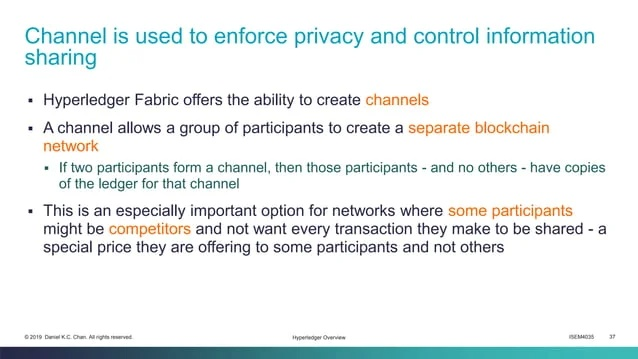 Channel is used to enforce privacy and control information
sharing
▪ Hyperledger Fabric offers the ability to create channels
▪ A channel allows a group of participants to create a separate blockchain
network
▪ If two participants form a channel, then those participants - and no others - have copies
of the ledger for that channel
▪ This is an especially important option for networks where some participants
might be competitors and not want every transaction they make to be shared - a
special price they are offering to some participants and not others
© 2019 Daniel K.C. Chan. All rights reserved.
Hyperledger Overview
ISEM4035
37